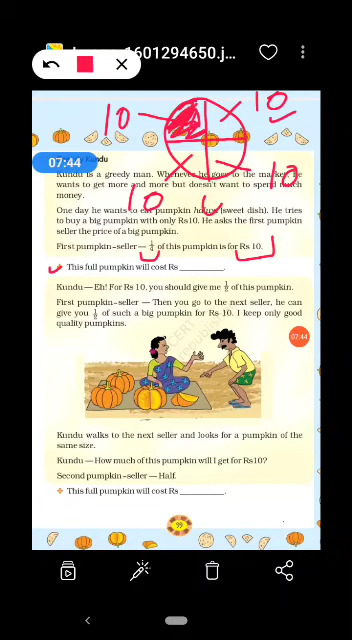 1601294650.j...
10
10
07:44
Kundu
Kundu is a greedy man. Whenever he goes to the market, he
wants to get more and more but doesn't want to spend much
money.
10
10
One day he wants to eat pumpkin halwa (sweet dish). He tries
to buy a big pumpkin with only Rs10. He asks the first pumpkin
seller the price of a big pumpkin.
First pumpkin-seller — 1/4 of this pumpkin is for Rs 10.
This full pumpkin will cost Rs __________.
Kundu — Eh! For Rs 10, you should give me 1/2 of this pumpkin.
First pumpkin-seller — Then you go to the next seller, he can
give you of such a big pumpkin for Rs 10. I keep only good
quality pumpkins.
07:44
Kundu walks to the next seller and looks for a pumpkin of the
same size.
Kundu — How much of this pumpkin will I get for Rs10?
Second pumpkin-seller — Half.
This full pumpkin will cost Rs __________.
99